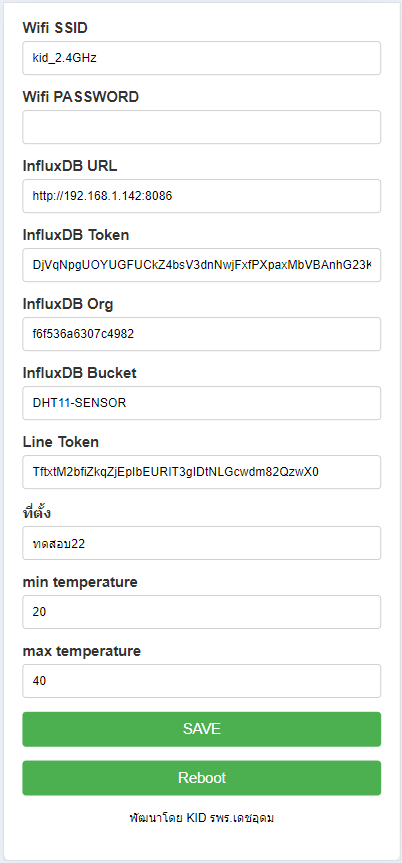 Wifi SSID
kid_2.4GHz
Wifi PASSWORD
InfluxDB URL
http://192.168.1.142:8086
InfluxDB Token
DjVqNpgUOYUGFUCkZ4bsV3dnNwjFxfPXpaxMbVBAnhG23K
InfluxDB Org
f6f536a6307c4982
InfluxDB Bucket
DHT11-SENSOR
Line Token
TftxtM2bfiZkqZjEpIbEURIT3gIDtNLGcwdm82QzwX0
ที่ตั้ง
ทดสอบ22
min temperature
20
max temperature
40
SAVE
Reboot
พัฒนาโดย KID รพร.เดชอุดม